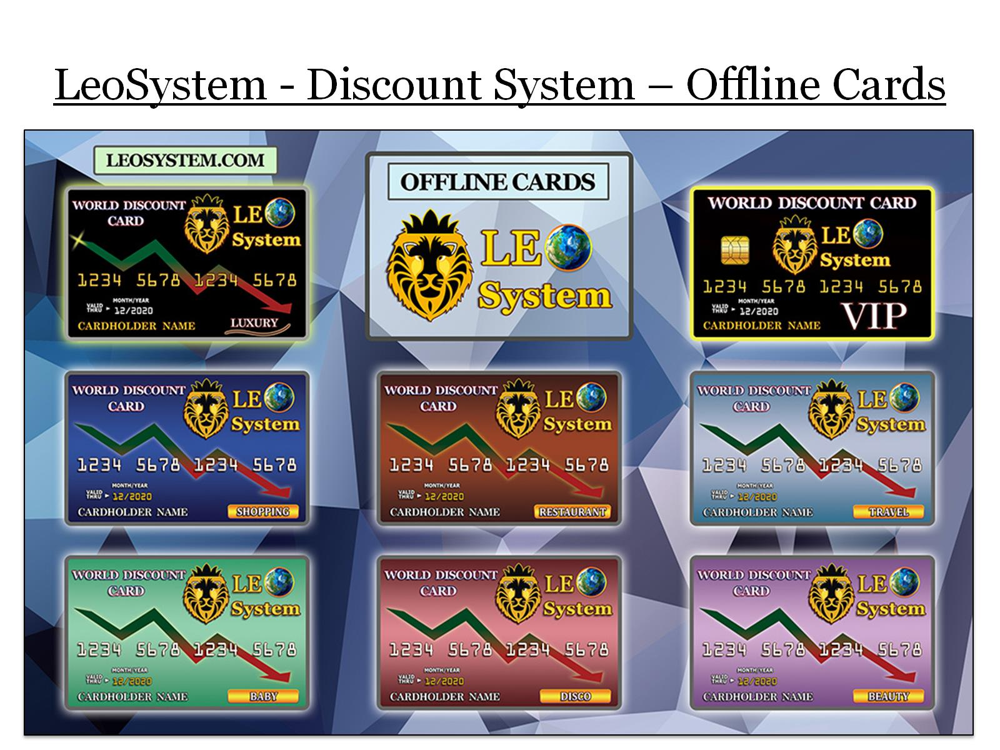 LeoSystem - Discount System – Offline Cards
LEOSYSTEM.COM
WORLD DISCOUNT
CARD
LE
System
1234 5678 1234 5678
MONTH/YEAR
VALID
THRU 12/2020
CARDHOLDER NAME
LUXURY
OFFLINE CARDS
LE
System
WORLD DISCOUNT CARD
LE
System
1234 5678 1234 5678
MONTH/YEAR
VALID
THRU 12/2020
CARDHOLDER NAME
VIP
WORLD DISCOUNT
CARD
LE
System
1234 5678 1234 5678
MONTH/YEAR
VALID
THRU 12/2020
CARDHOLDER NAME
SHOPPING
WORLD DISCOUNT
CARD
LE
System
1234 5678 1234 5678
MONTH/YEAR
VALID
THRU 12/2020
CARDHOLDER NAME
RESTAURANT
WORLD DISCOUNT
CARD
LE
System
1234 5678 1234 5678
MONTH/YEAR
VALID
THRU 12/2020
CARDHOLDER NAME
TRAVEL
WORLD DISCOUNT
CARD
LE
System
1234 5678 1234 5678
MONTH/YEAR
VALID
THRU 12/2020
CARDHOLDER NAME
BABY
WORLD DISCOUNT
CARD
LE
System
1234 5678 1234 5678
MONTH/YEAR
VALID
THRU 12/2020
CARDHOLDER NAME
DISCO
WORLD DISCOUNT
CARD
LE
System
1234 5678 1234 5678
MONTH/YEAR
VALID
THRU 12/2020
CARDHOLDER NAME
BEAUTY